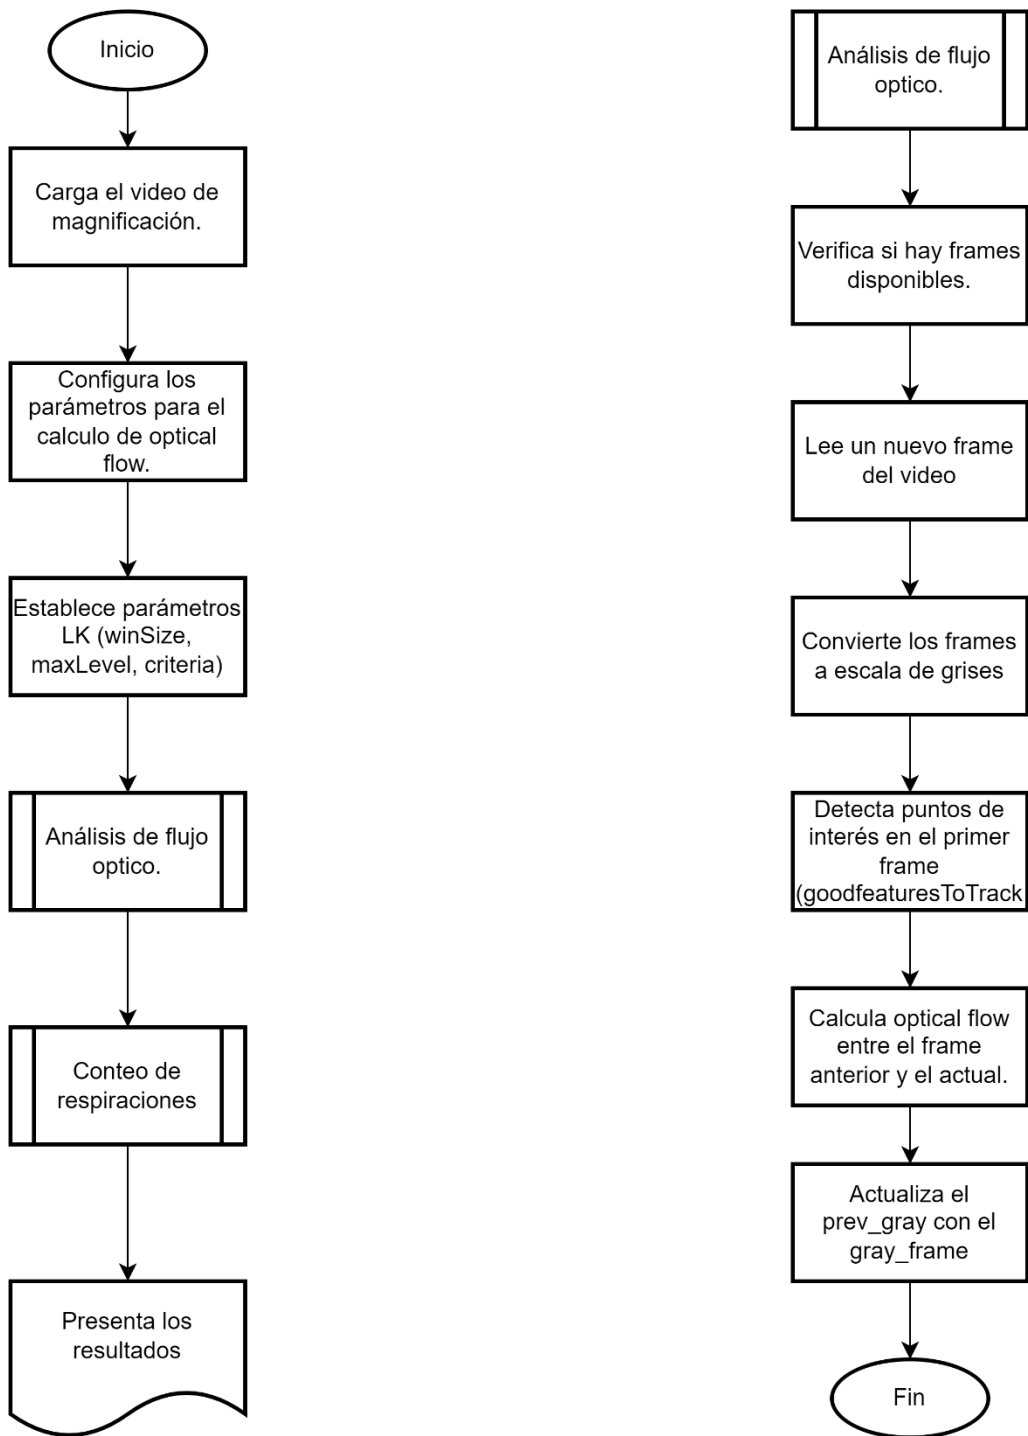 Inicio
Carga el video de
magnificación.
Configura los
parámetros para el
calculo de optical
flow.
Establece parámetros
LK (winSize,
maxLevel, criteria)
Análisis de flujo
optico.
Conteo de
respiraciones
Presenta los
resultados
Análisis de flujo
optico.
Verifica si hay frames
disponibles.
Lee un nuevo frame
del video
Convierte los frames
a escala de grises
Detecta puntos de
interés en el primer
frame
(goodfeaturesToTrack
Calcula optical flow
entre el frame
anterior y el actual.
Actualiza el
prev_gray con el
gray_frame
Fin